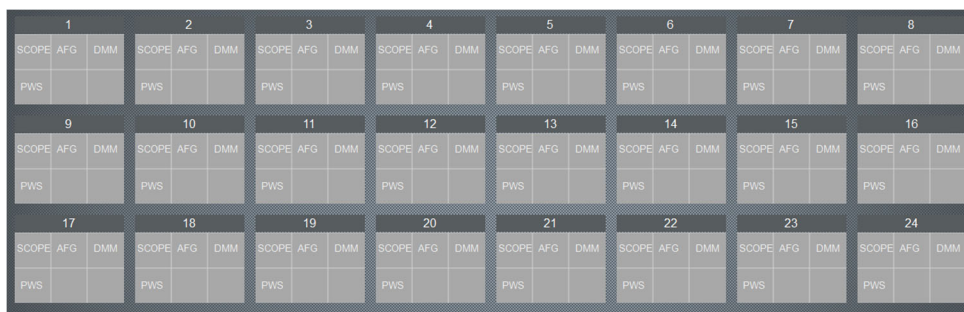 1 2 3 4 5 6 7 8
SCOPE AFG DMM SCOPE AFG DMM SCOPE AFG DMM SCOPE AFG DMM SCOPE AFG DMM SCOPE AFG DMM SCOPE AFG DMM SCOPE AFG DMM
PWS PWS PWS PWS PWS PWS PWS PWS
9 10 11 12 13 14 15 16
SCOPE AFG DMM SCOPE AFG DMM SCOPE AFG DMM SCOPE AFG DMM SCOPE AFG DMM SCOPE AFG DMM SCOPE AFG DMM SCOPE AFG DMM
PWS PWS PWS PWS PWS PWS PWS PWS
17 18 19 20 21 22 23 24
SCOPE AFG DMM SCOPE AFG DMM SCOPE AFG DMM SCOPE AFG DMM SCOPE AFG DMM SCOPE AFG DMM SCOPE AFG DMM SCOPE AFG DMM
PWS PWS PWS PWS PWS PWS PWS PWS